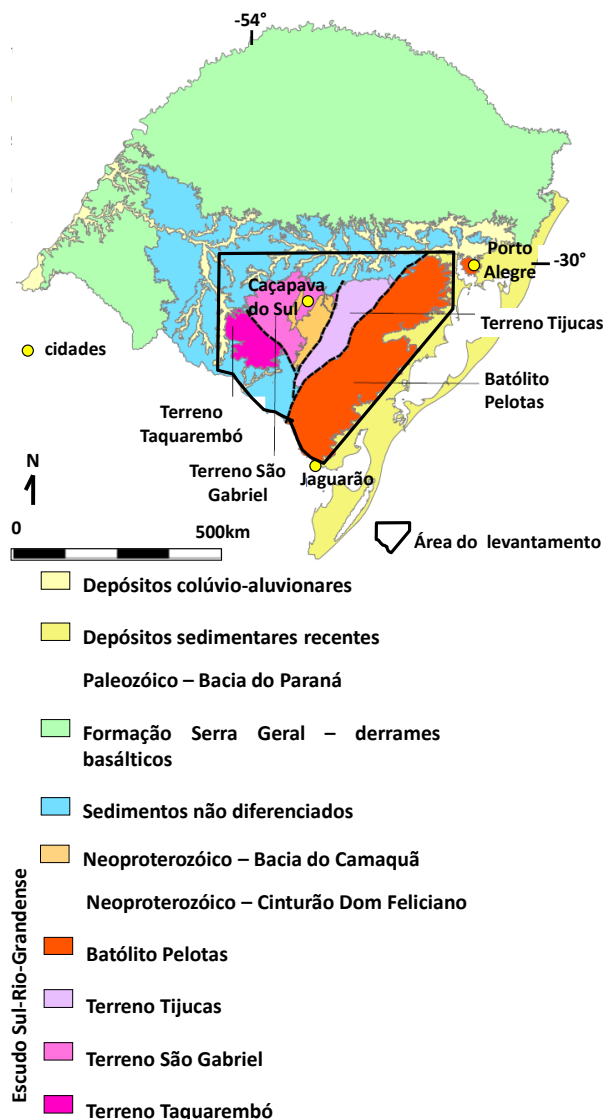 -54°
Porto
Alegre
-30°
Caçapava
do Sul
Terreno Tijucas
cidades
Batólito
Pelotas
Terreno
Taquarembó
Terreno São
Gabriel
Jaguarão
N
0
500km
Área do levantamento
Depósitos colúvio-aluvionares
Depósitos sedimentares recentes
Paleozóico – Bacia do Paraná
Formação Serra Geral – derrames
basálticos
Sedimentos não diferenciados
Neoproterozóico – Bacia do Camaquã
Neoproterozóico – Cinturão Dom Feliciano
Batólito Pelotas
Terreno Tijucas
Terreno São Gabriel
Terreno Taquarembó
Escudo Sul-Rio-Grandense